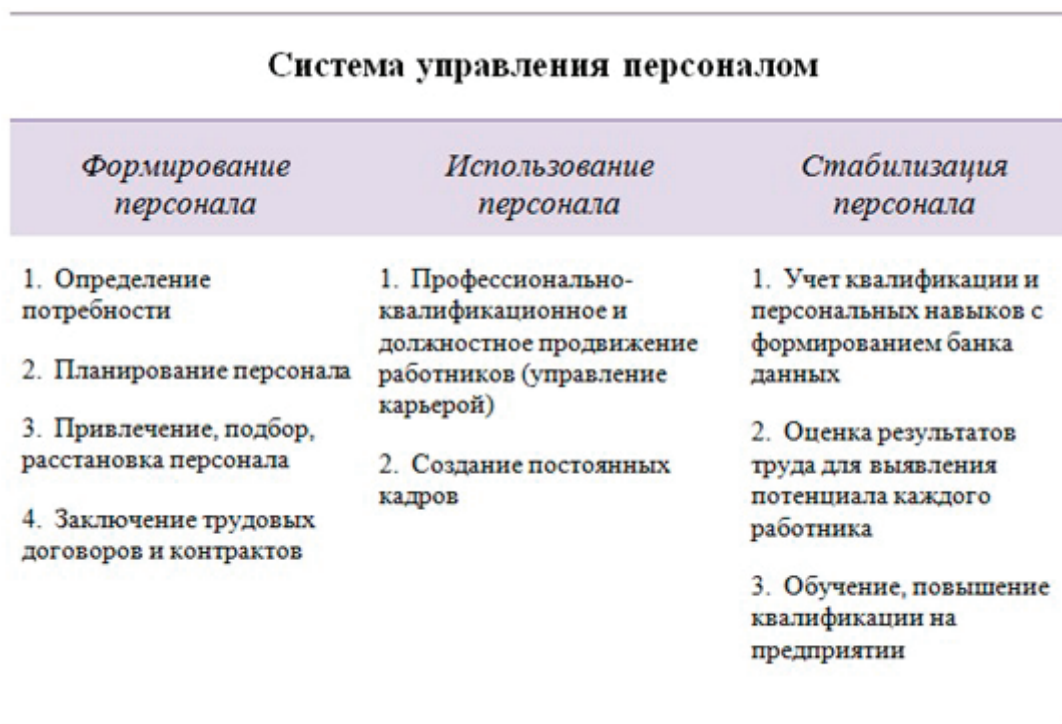 Система управления персоналом
Формирование
персонала
Использование
персонала
Стабилизация
персонала
1. Определение
потребности
2. Планирование персонала
3. Привлечение, подбор,
расстановка персонала
4. Заключение трудовых
договоров и контрактов
1. Профессионально-
квалификационное и
должностное продвижение
работников (управление
карьерой)
2. Создание постоянных
кадров
1. Учет квалификации и
персональных навыков с
формированием банка
данных
2. Оценка результатов
труда для выявления
потенциала каждого
работника
3. Обучение, повышение
квалификации на
предприятии